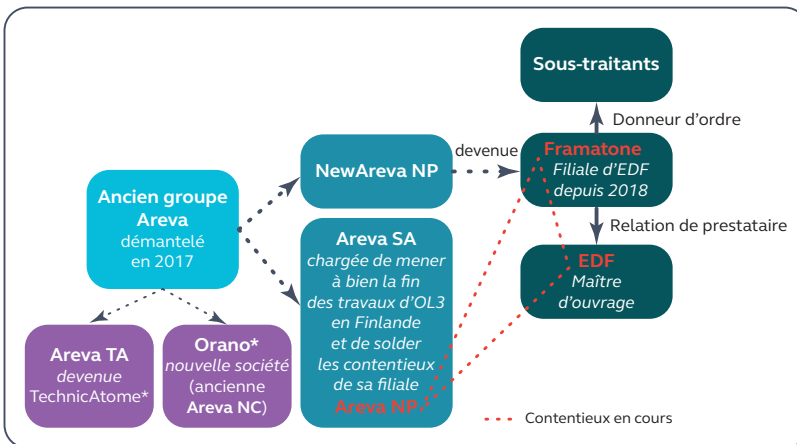 Sous-traitants
Donneur d’ordre
devenue
NewAreva NP
Framatone
Filiale d’EDF
depuis 2018
Ancien groupe
Areva
démantelé
en 2017
Relation de prestataire
Areva SA
chargée de mener
à bien la fin
des travaux d’OL3
en Finlande
et de solder
les contentieux
de sa filiale
Areva NP
EDF
Maître
d’ouvrage
Areva TA
devenue
TechnicAtome*
Orano*
nouvelle société
(ancienne
Areva NC)
Contentieux en cours